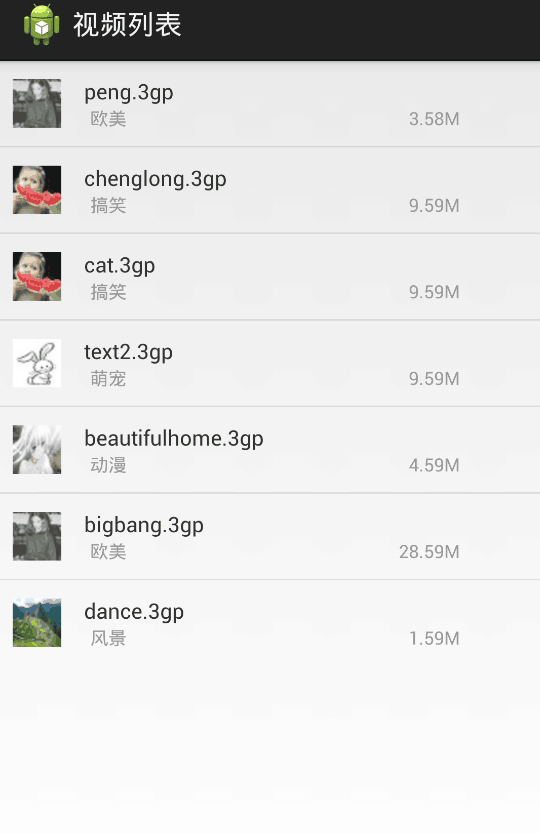 视频列表
peng.3gp
欧美 3.58M
chenglong.3gp
搞笑 9.59M
cat.3gp
搞笑 9.59M
text2.3gp
萌宠 9.59M
beautifulhome.3gp
动漫 4.59M
bigbang.3gp
欧美 28.59M
dance.3gp
风景 1.59M